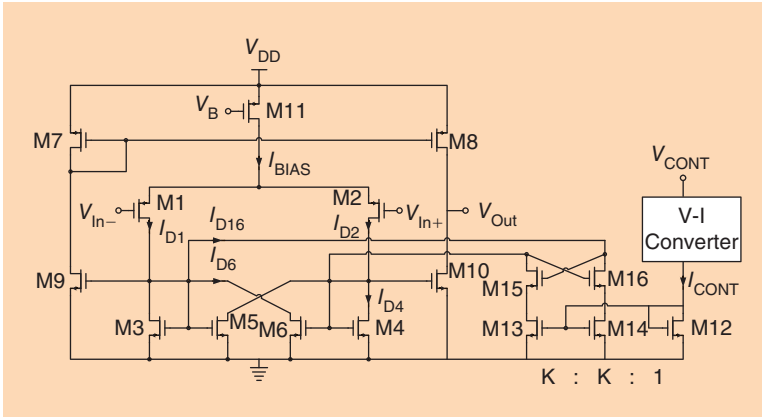 VDD
VB
M11
M7
M8
IBIAS
VCONT
M1
M2
VIn−
VIn+
VOut
ID1
ID16
ID2
ID6
V-I
Converter
M9
M10
M15
M16
ICONT
ID4
M3
M5
M6
M4
M13
M14
M12
K : K : 1